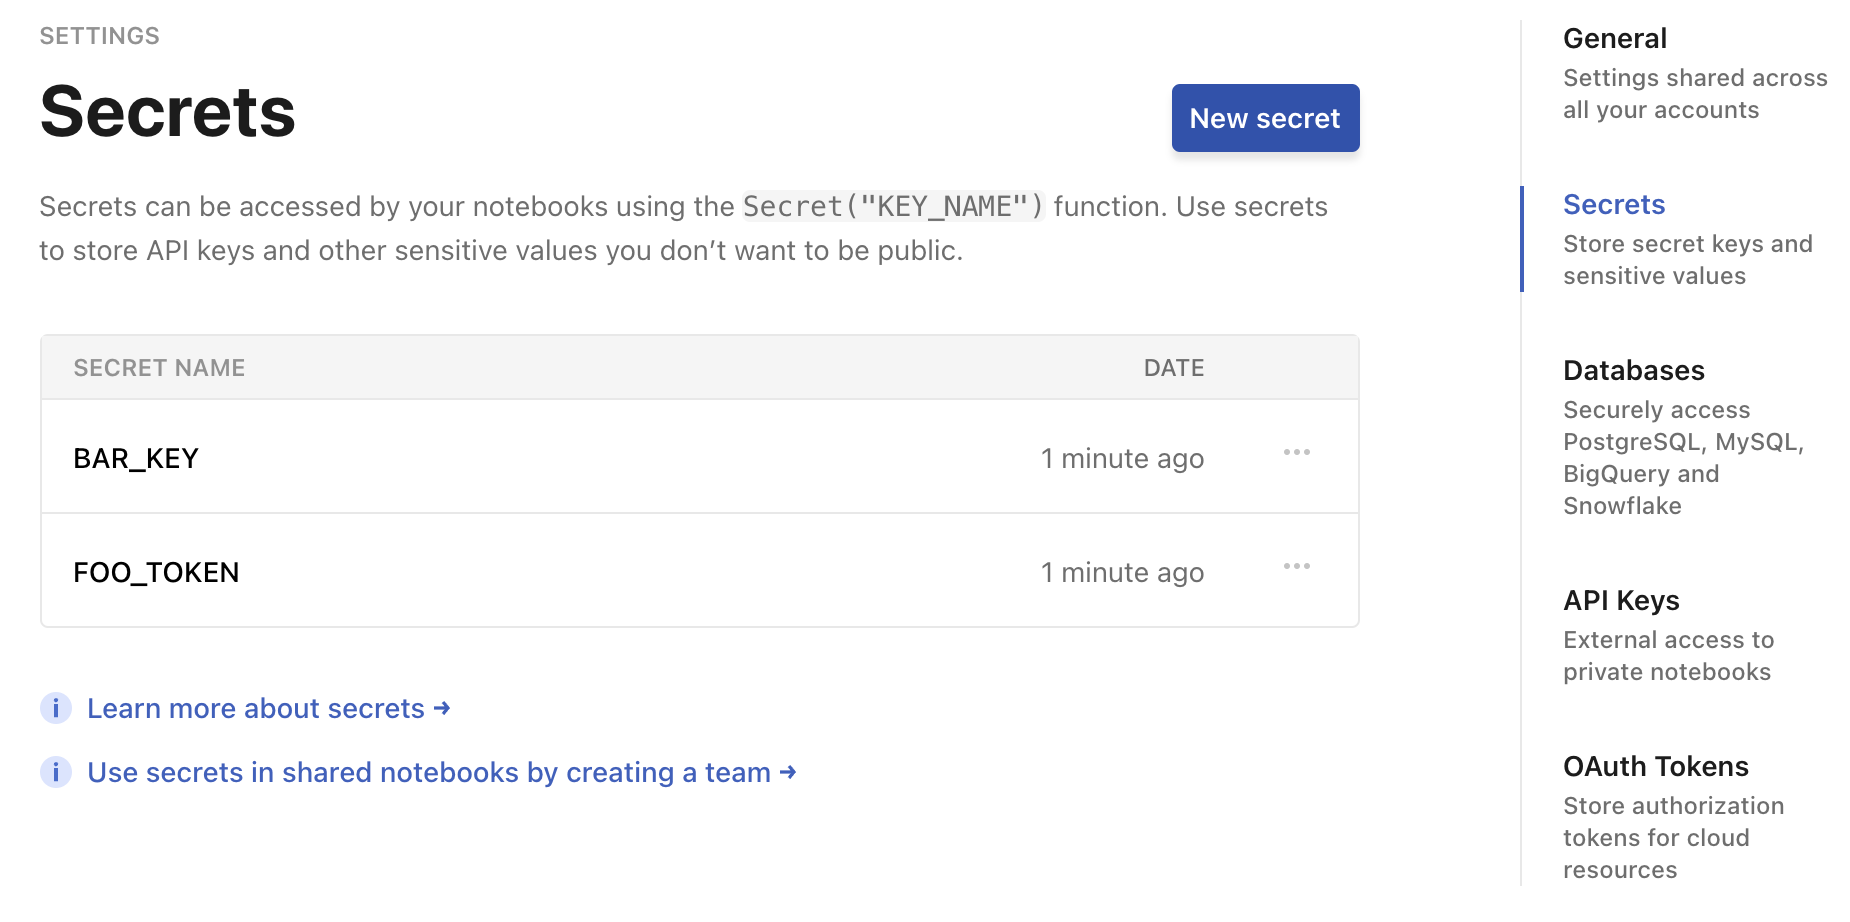 SETTINGS
Secrets
New secret
Secrets can be accessed by your notebooks using the Secret("KEY_NAME") function. Use secrets
to store API keys and other sensitive values you don’t want to be public.
SECRET NAME DATE
BAR_KEY 1 minute ago
FOO_TOKEN 1 minute ago
i Learn more about secrets →
i Use secrets in shared notebooks by creating a team →
General
Settings shared across
all your accounts
Secrets
Store secret keys and
sensitive values
Databases
Securely access
PostgreSQL, MySQL,
BigQuery and
Snowflake
API Keys
External access to
private notebooks
OAuth Tokens
Store authorization
tokens for cloud
resources